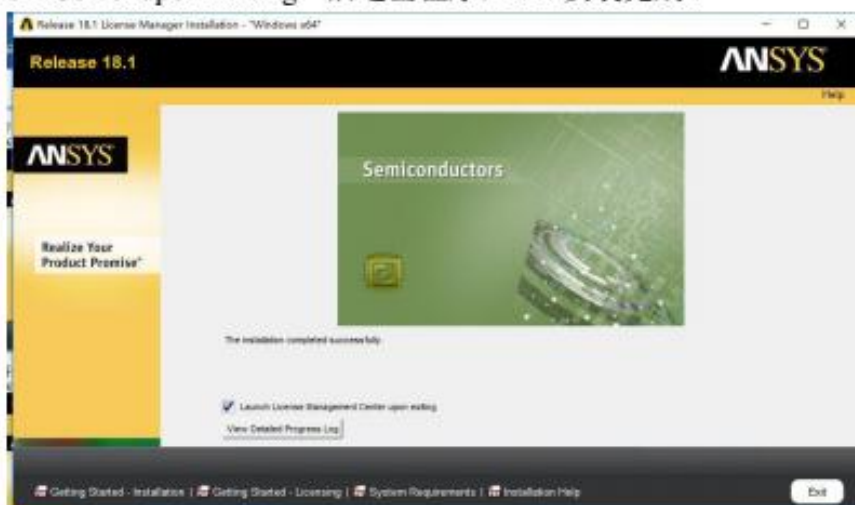 Release 18.1 License Manager Installation - "Windows x64"
Release 18.1
ANSYS
Help
ANSYS
Semiconductors
Realize Your
Product Promise®
The installation completed successfully.
Launch License Management Center upon exiting
View Detailed Progress Log
Getting Started - Installation | Getting Started - Licensing | System Requirements | Installation Help
Exit